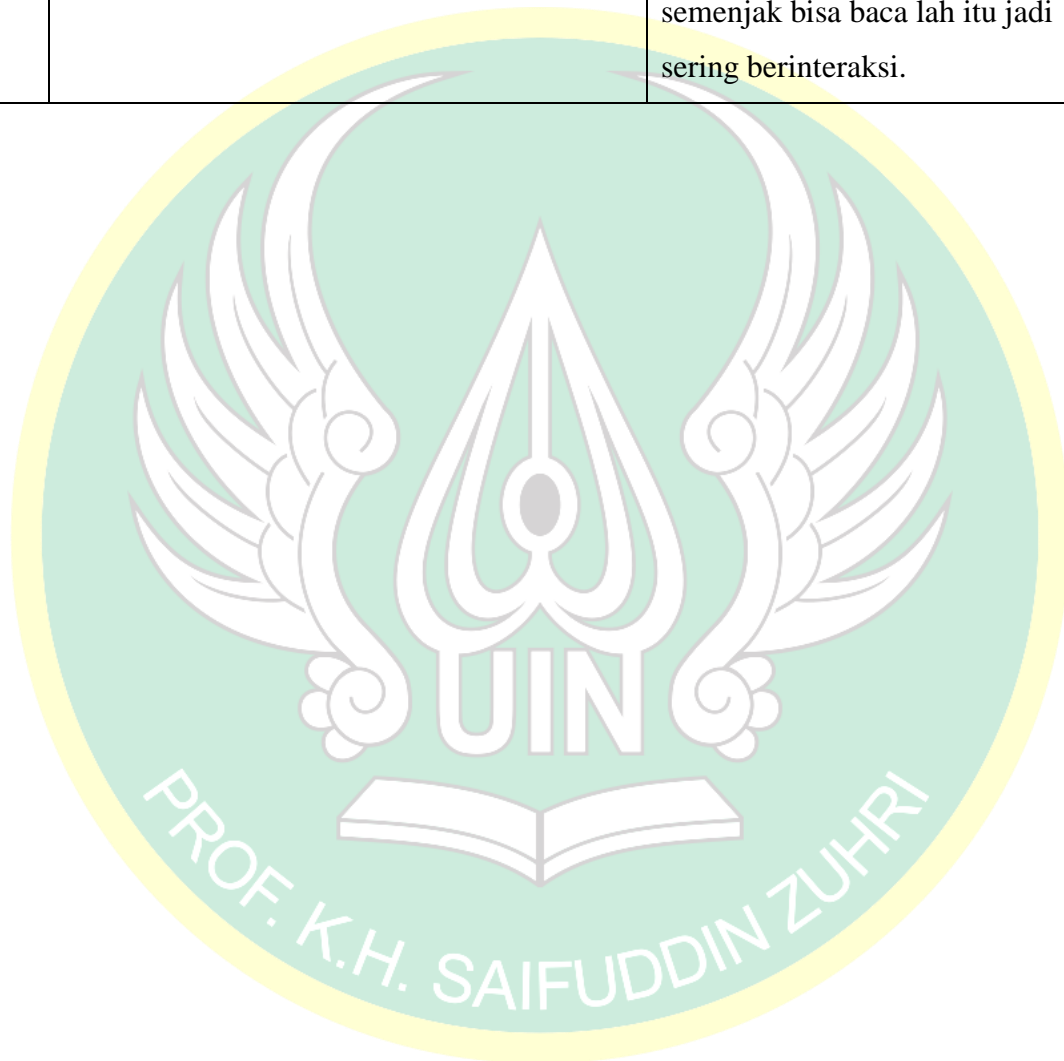 semenjak bisa baca lah itu jadi
sering berinteraksi.
UIN
PROF. K.H. SAIFUDDIN ZUHRI